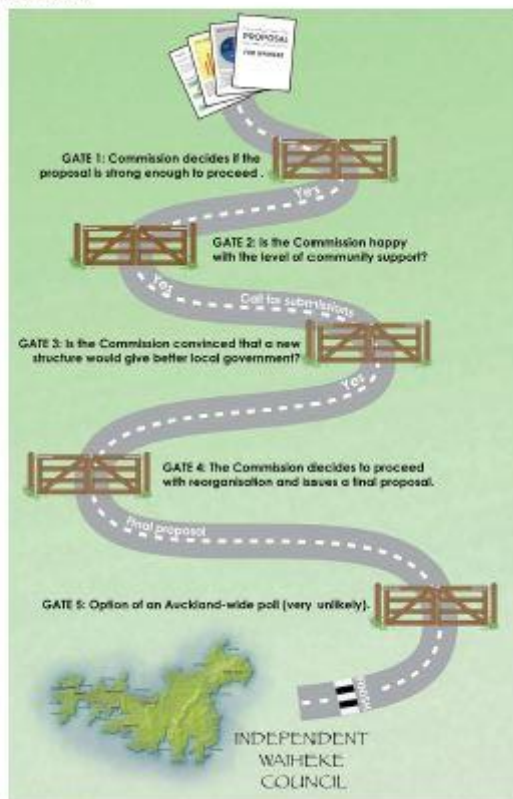 PROPOSAL
GATE 1: Commission decides if the
proposal is strong enough to proceed .
Yes
GATE 2: Is the Commission happy
with the level of community support?
Yes
Call for submissions
GATE 3: Is the Commission convinced that a new
structure would give better local government?
Yes
GATE 4: The Commission diecides to proceed
with reorganisation and issues a final proposal.
Final proposal
GATE 5: Option of an Auckland-wide poll (very unlikely).
INDEPENDENT
WAIHEKE
COUNCIL